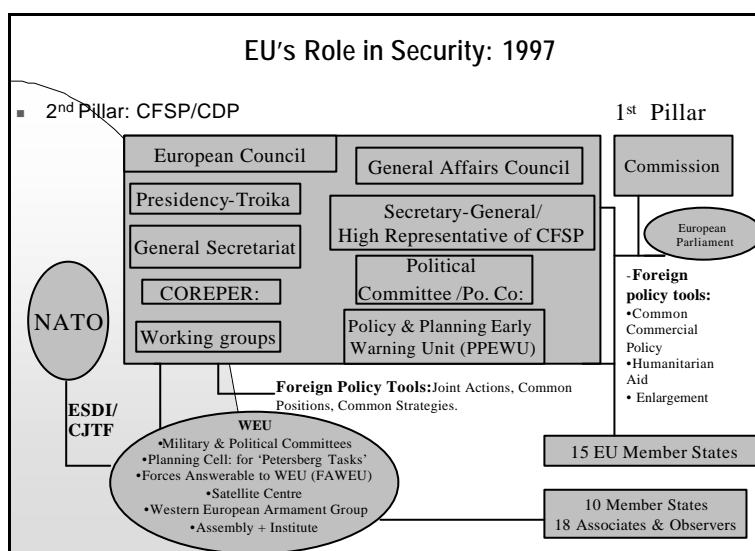 EU's Role in Security: 1997
2nd Pillar: CFSP/CDP
1st Pillar
European Council
General Affairs Council
Commission
Presidency-Troika
Secretary-General/
High Representative of CFSP
European
Parliament
General Secretariat
Political
Committee /Po. Co:
COREPER:
NATO
Working groups
Policy & Planning Early
Warning Unit (PPEWU)
-Foreign
policy tools:
•Common
Commercial
Policy
•Humanitarian
Aid
• Enlargement
Foreign Policy Tools:Joint Actions, Common
Positions, Common Strategies.
ESDI/
CJTF
WEU
•Military & Political Committees
•Planning Cell: for 'Petersberg Tasks'
•Forces Answerable to WEU (FAWEU)
•Satellite Centre
•Western European Armament Group
•Assembly + Institute
15 EU Member States
10 Member States
18 Associates & Observers